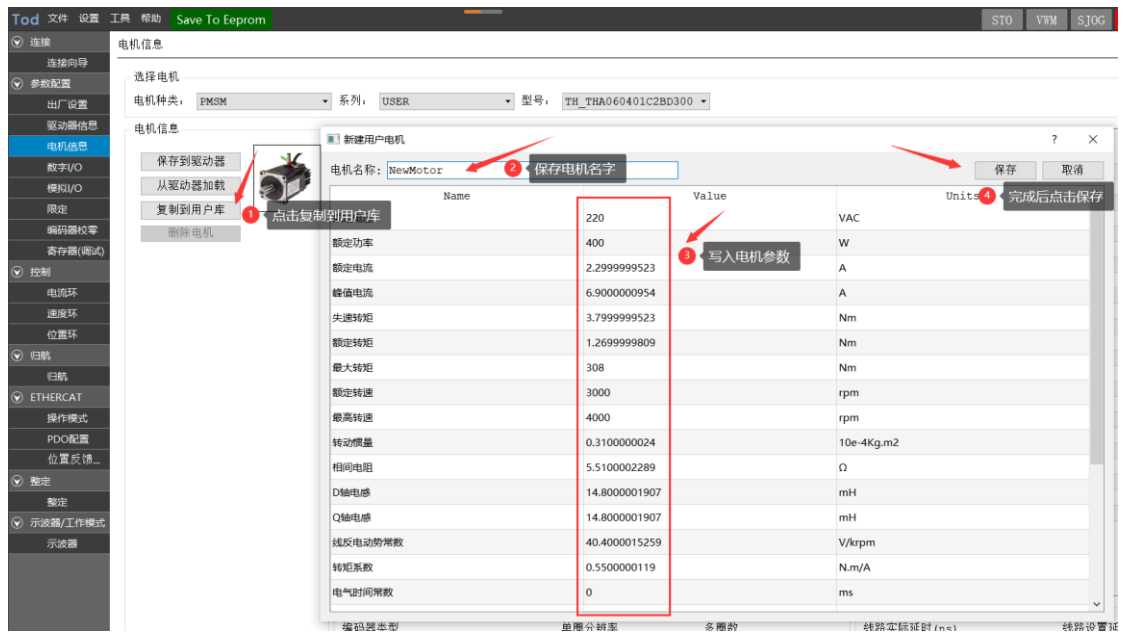 Tod 文件 设置 工具 帮助 Save To Eeprom STO VWM SJOG
连接
连接向导
参数配置
出厂设置
驱动器信息
电机信息
数字I/O
模拟I/O
限定
编码器校零
寄存器(调试)
控制
电流环
速度环
位置环
归航
归航
ETHERCAT
操作模式
PDO配置
位置反馈...
整定
整定
示波器/工作模式
示波器
电机信息
选择电机
电机种类: PMSM 系列: USER 型号: TH_THA060401C2BD300
电机信息
保存到驱动器
从驱动器加载
复制到用户库
删除电机
1 点击复制到用户库
新建用户电机 ?
电机名称: NewMotor 2 保存电机名字 保存 取消
Name Value Units 4 完成后点击保存
220 VAC
额定功率 400 W
3 写入电机参数
额定电流 2.2999999523 A
峰值电流 6.9000000954 A
失速转矩 3.7999999523 Nm
额定转矩 1.2699999809 Nm
最大转矩 308 Nm
额定转速 3000 rpm
最高转速 4000 rpm
转动惯量 0.3100000024 10e-4Kg.m2
相间电阻 5.5100002289 Ω
D轴电感 14.8000001907 mH
Q轴电感 14.8000001907 mH
线反电动势常数 40.4000015259 V/krpm
转矩系数 0.5500000119 N.m/A
电气时间常数 0 ms
编码器类型 单圈分辨率 多圈数 线路实际延时(ns) 线路设置延